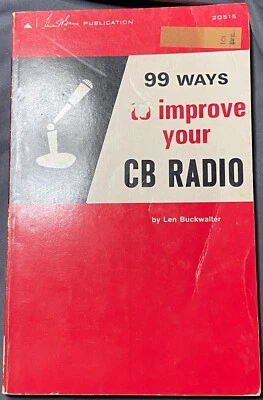 PUBLICATION 20515
99 WAYS
to improve
your
CB RADIO
by Len Buckwalter